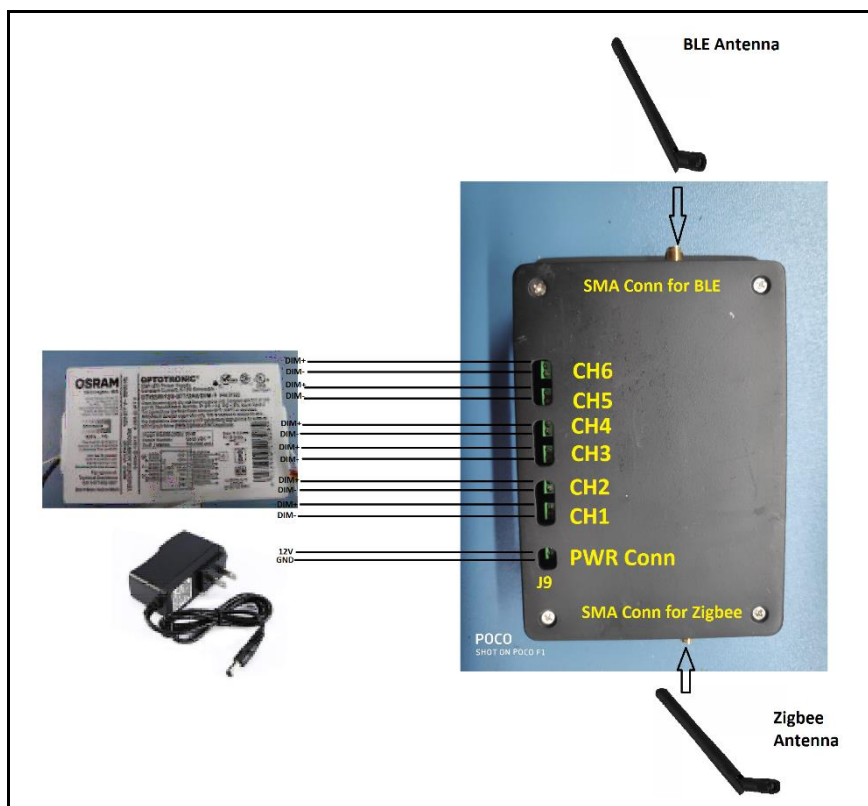 BLE Antenna
SMA Conn for BLE
DIM+
DIM-
DIM+
DIM-
DIM+
DIM-
DIM+
DIM-
DIM+
DIM-
DIM+
DIM-
CH6
CH5
CH4
CH3
CH2
CH1
OSRAM
OPTOTRONIC
12V
GND
PWR Conn
J9
SMA Conn for Zigbee
POCO
SHOT ON POCO F1
Zigbee
Antenna